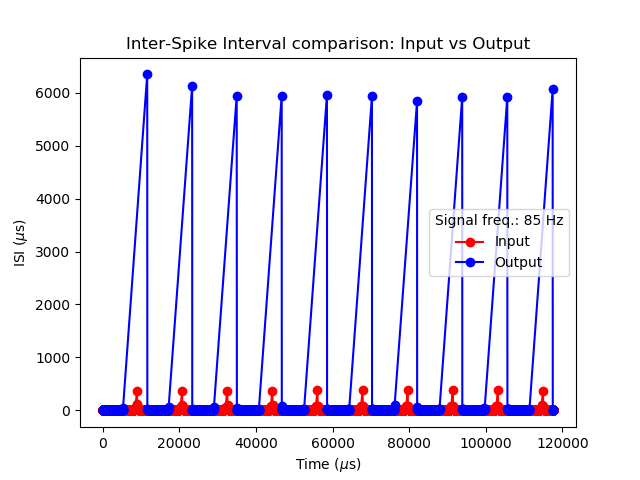 Inter-Spike Interval comparison: Input vs Output
ISI (μs)
6000
5000
4000
3000
2000
1000
0
Signal freq.: 85 Hz
Input
Output
0 20000 40000 60000 80000 100000 120000
Time (μs)